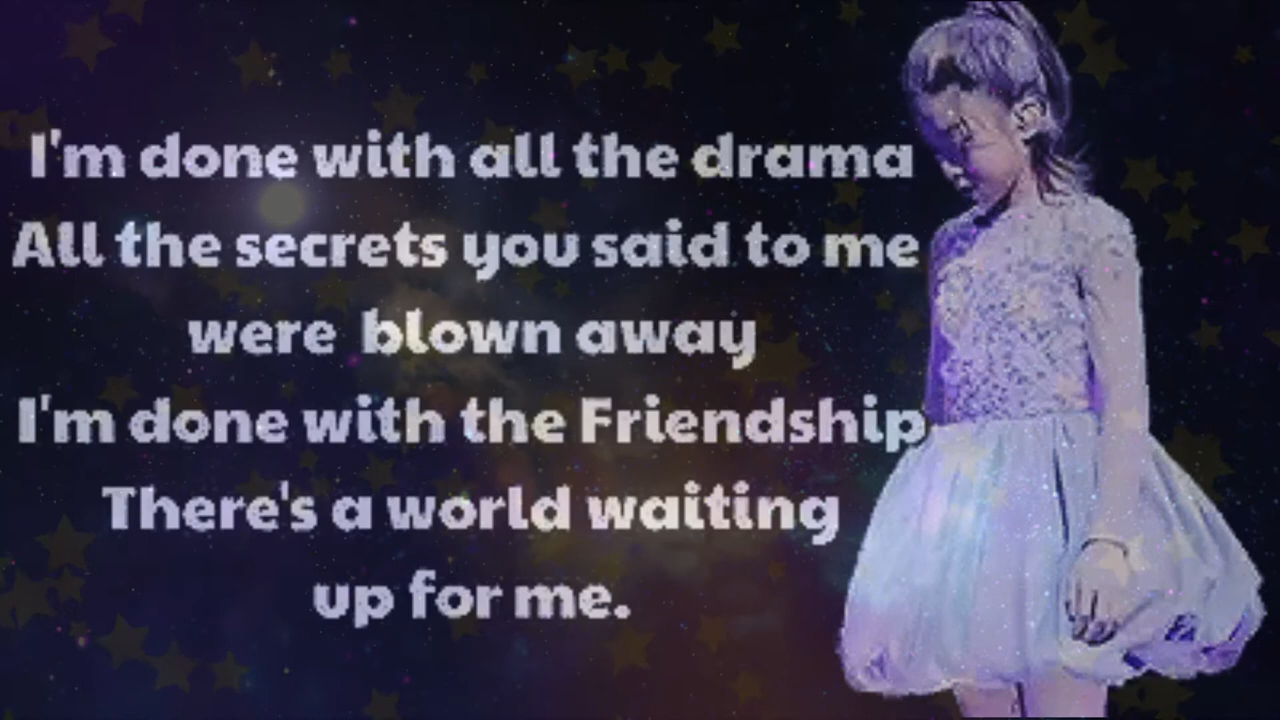 I'm done with all the drama
All the secrets you said to me
were blown away
I'm done with the Friendship
There's a world waiting
up for me.